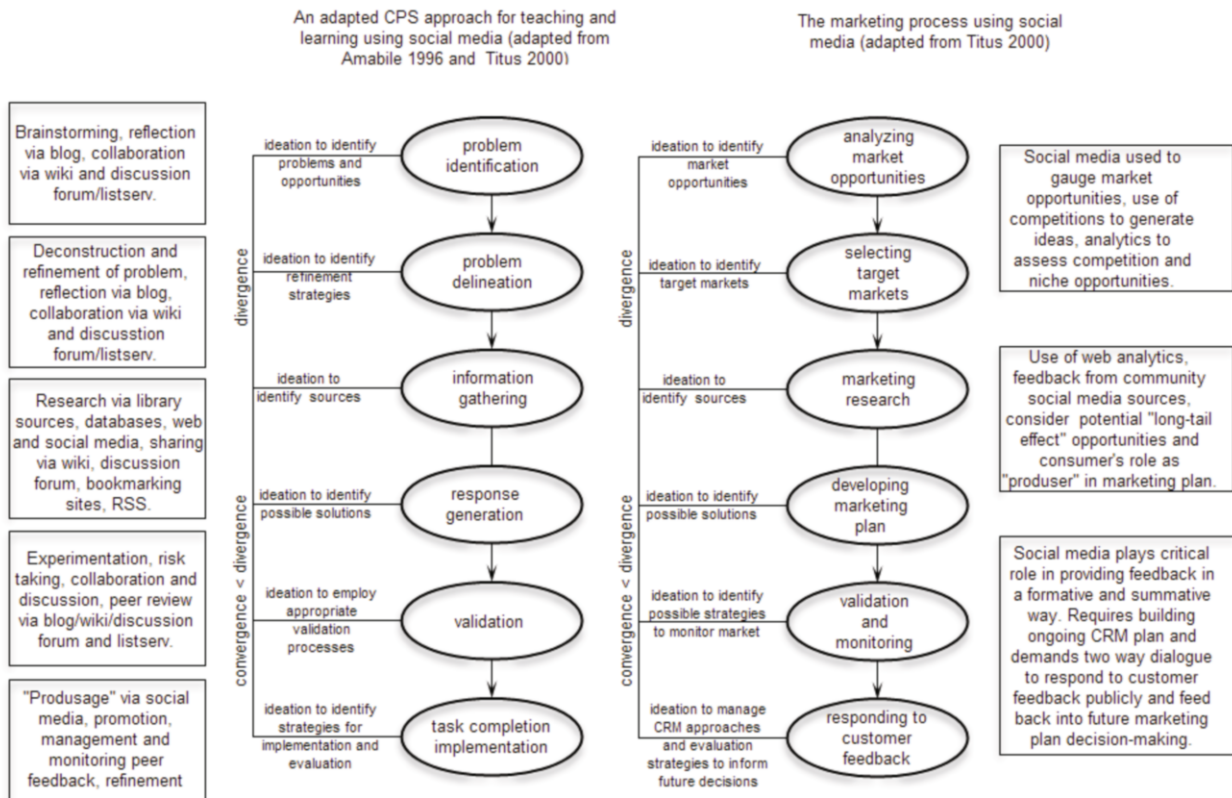 An adapted CPS approach for teaching and
learning using social media (adapted from
Amabile 1996 and Titus 2000)
The marketing process using social
media (adapted from Titus 2000)
Brainstorming, reflection
via blog, collaboration
via wiki and discussion
forum/listserv.
Deconstruction and
refinement of problem,
reflection via blog,
collaboration via wiki
and discusstion
forum/listserv.
Research via library
sources, databases, web
and social media, sharing
via wiki, discussion
forum, bookmarking
sites, RSS.
Experimentation, risk
taking, collaboration and
discussion, peer review
via blog/wiki/discussion
forum and listserv.
"Produsage" via social
media, promotion,
management and
monitoring peer
feedback, refinement
divergence
convergence < divergence
ideation to identify
problems and
opportunities
problem
identification
ideation to identify
refinement
strategies
problem
delineation
ideation to
identify sources
information
gathering
ideation to identify
possible solutions
response
generation
ideation to employ
appropriate
validation
processes
validation
ideation to identify
strategies for
implementation and
evaluation
task completion
implementation
divergence
convergence < divergence
ideation to identify
market
opportunities
analyzing
market
opportunities
ideation to identify
target markets
selecting
target
markets
ideation to
identify sources
marketing
research
ideation to identify
possible solutions
developing
marketing
plan
ideation to identify
possible strategies
to monitor market
validation
and
monitoring
ideation to manage
CRM approaches
and evaluation
strategies to inform
future decisions
responding to
customer
feedback
Social media used to
gauge market
opportunities, use of
competitions to generate
ideas, analytics to
assess competition and
niche opportunities.
Use of web analytics,
feedback from community
social media sources,
consider potential "long-tail
effect" opportunities and
consumer's role as
"produser" in marketing plan.
Social media plays critical
role in providing feedback in
a formative and summative
way. Requires building
ongoing CRM plan and
demands two way dialogue
to respond to customer
feedback publicly and feed
back into future marketing
plan decision-making.